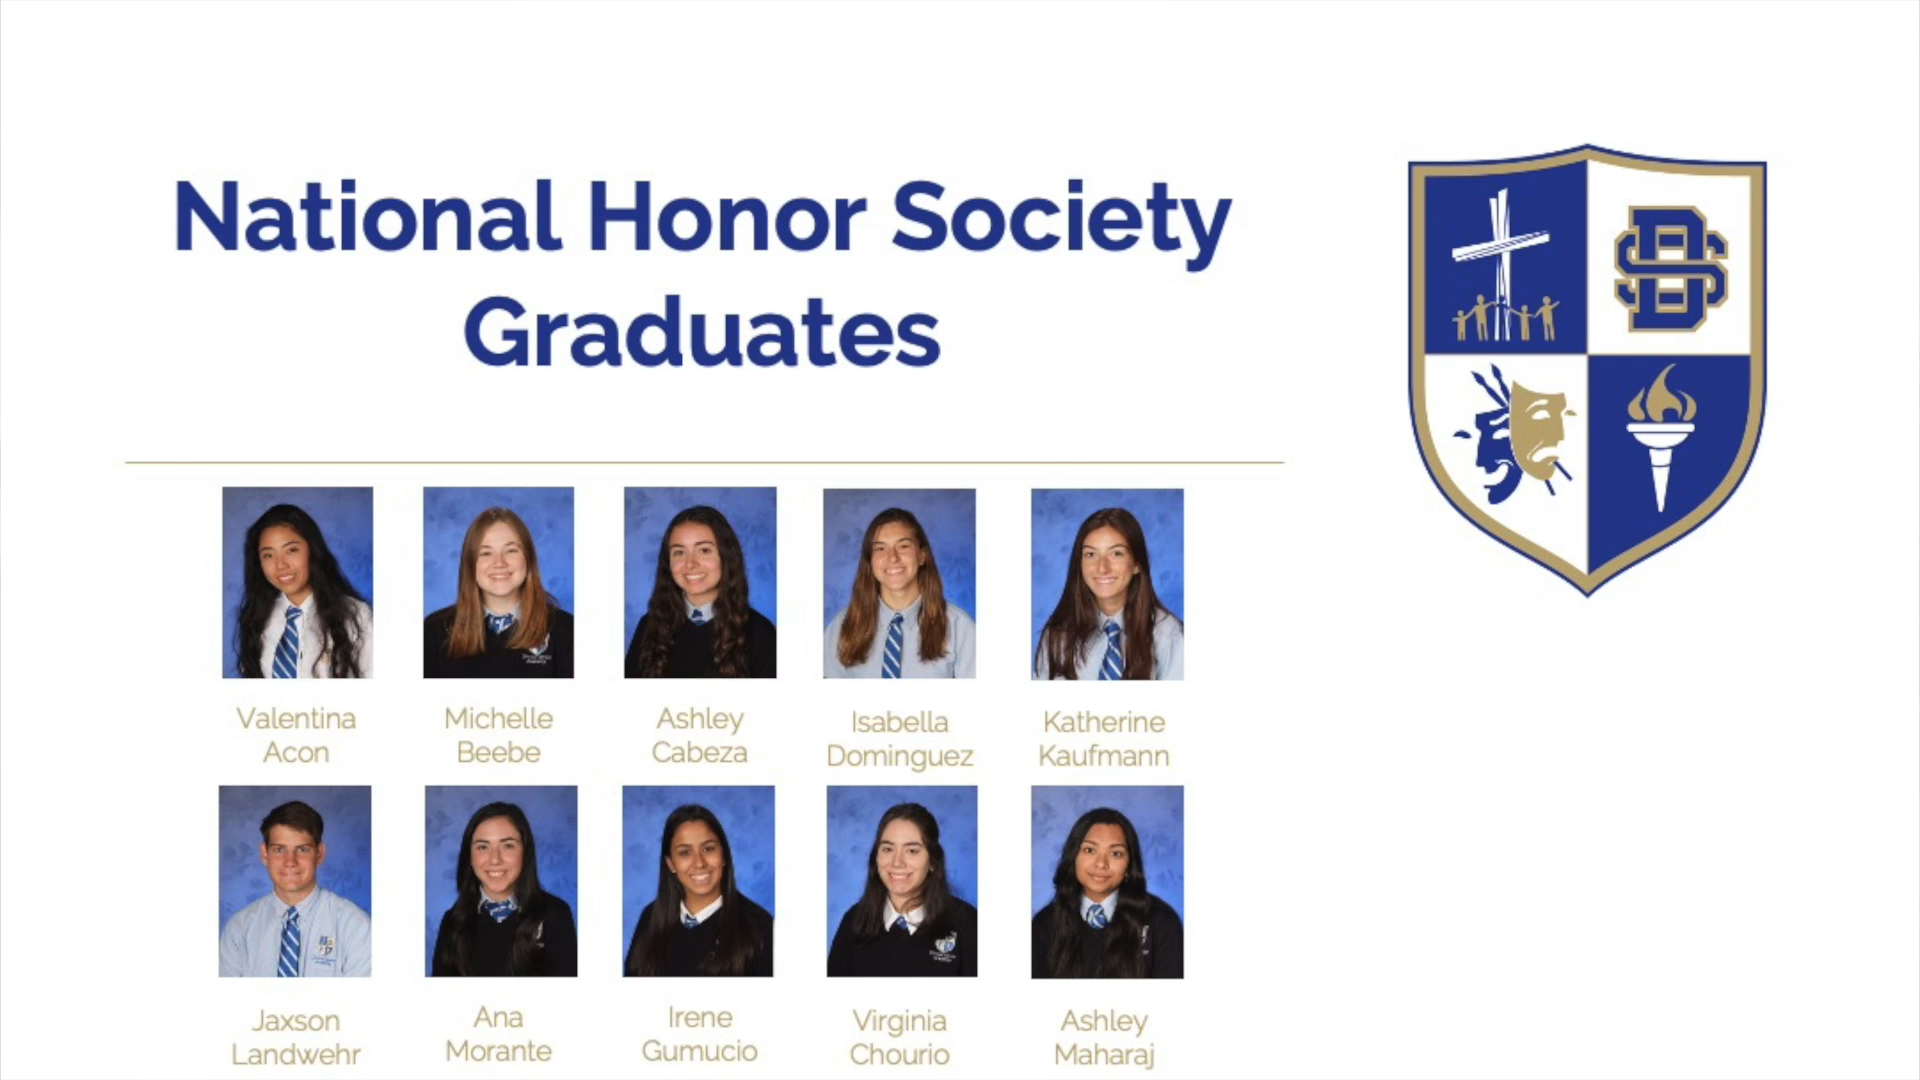 National Honor Society
Graduates
Valentina
Acon
Michelle
Beebe
Ashley
Cabeza
Isabella
Dominguez
Katherine
Kaufmann
Jaxson
Landwehr
Ana
Morante
Irene
Gumucio
Virginia
Chourio
Ashley
Maharaj